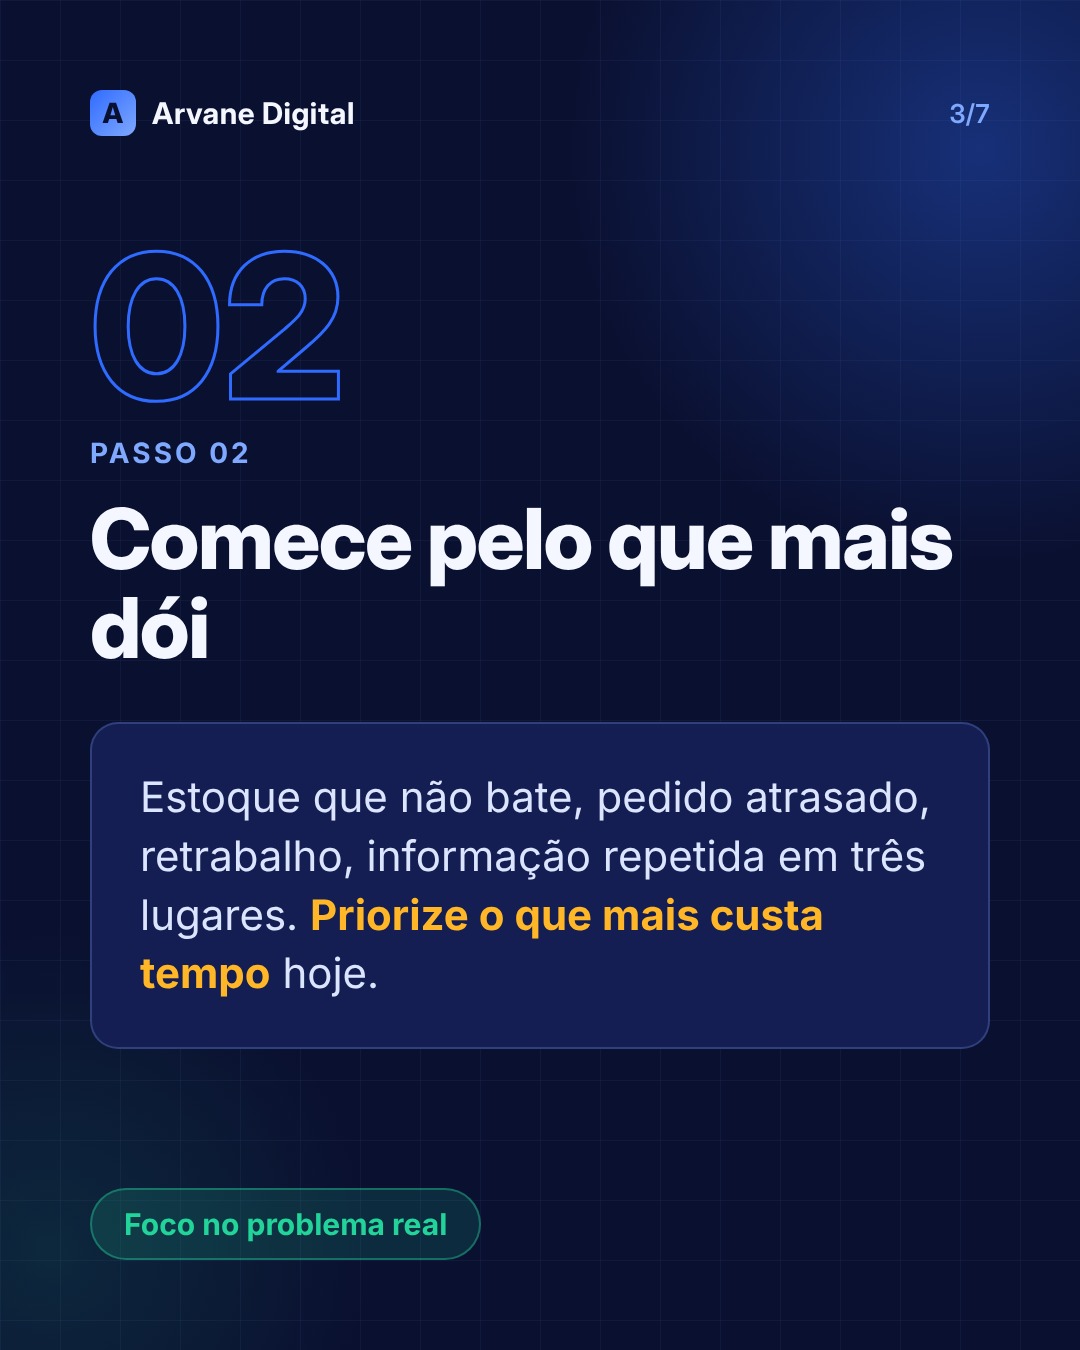 A Arvane Digital
3/7
02
PASSO 02
Comece pelo que mais
dói
Estoque que não bate, pedido atrasado,
retrabalho, informação repetida em três
lugares. Priorize o que mais custa
tempo hoje.
Foco no problema real